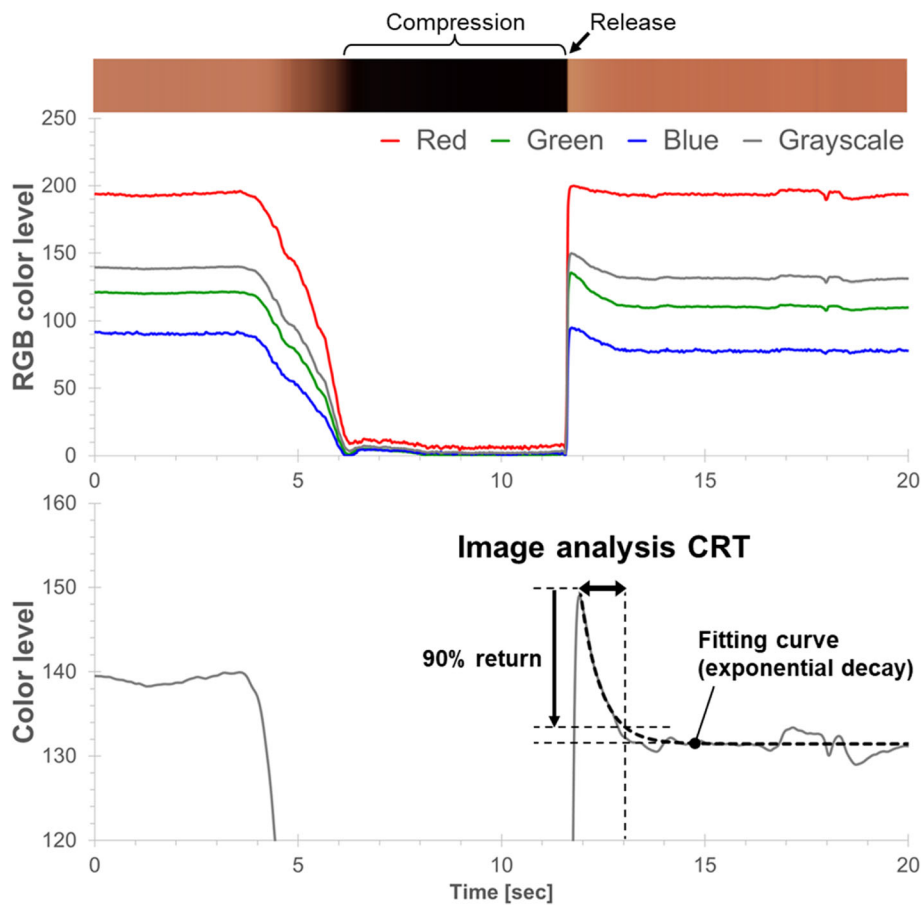 Compression
Release
250
200
150
100
50
0
RGB color level
Red
Green
Blue
Grayscale
0
5
10
15
20
160
150
140
130
120
Color level
Image analysis CRT
90% return
Fitting curve
(exponential decay)
0
5
10
15
20
Time [sec]